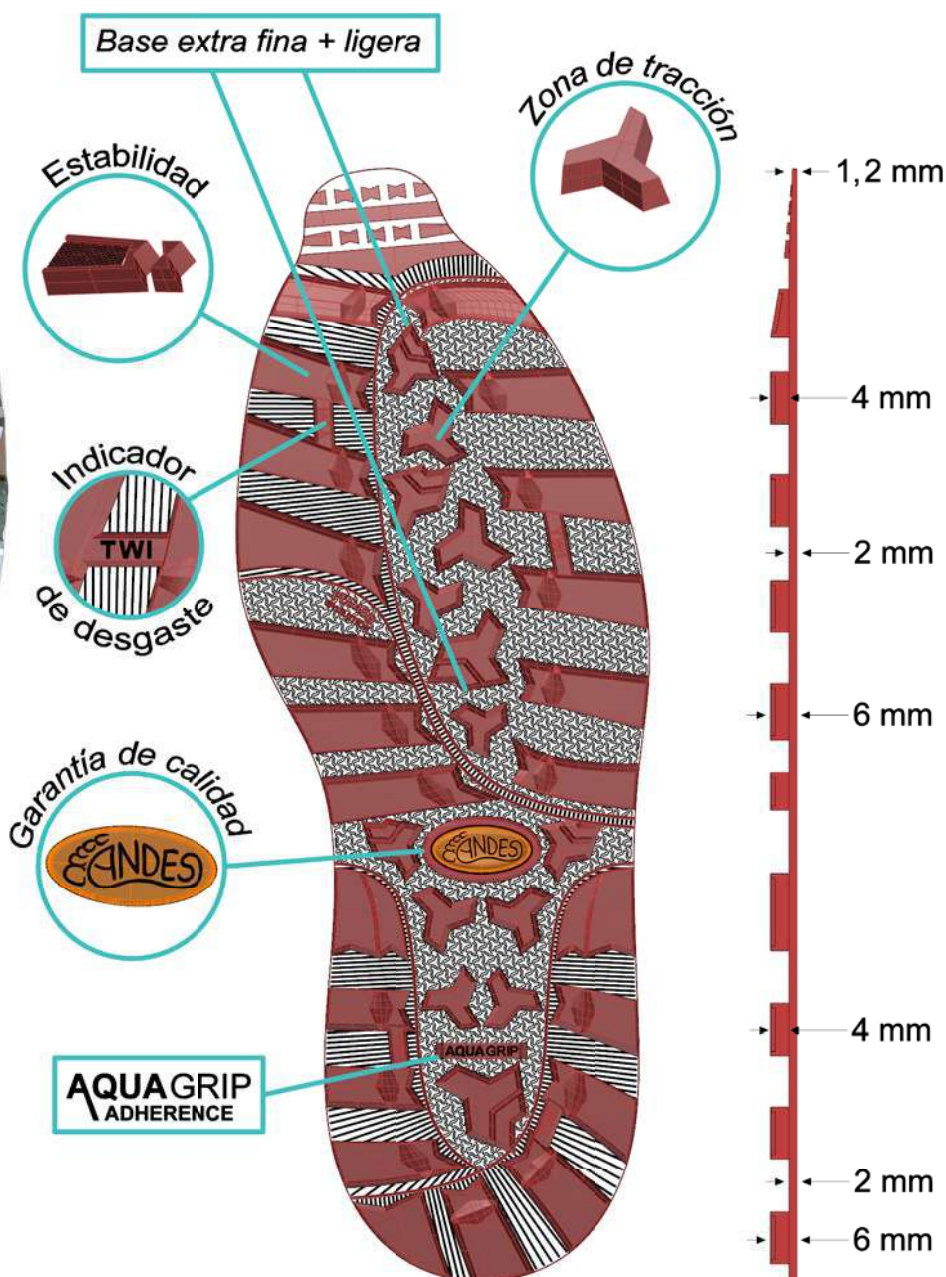 Base extra fina + ligera
Zona de tracción
1,2 mm
Estabilidad
4 mm
Indicador
TWI
de desgaste
2 mm
6 mm
Garantía de calidad
ANDES
ANDES
4 mm
AQUAGRIP
AQUAGRIP
ADHERENCE
2 mm
6 mm